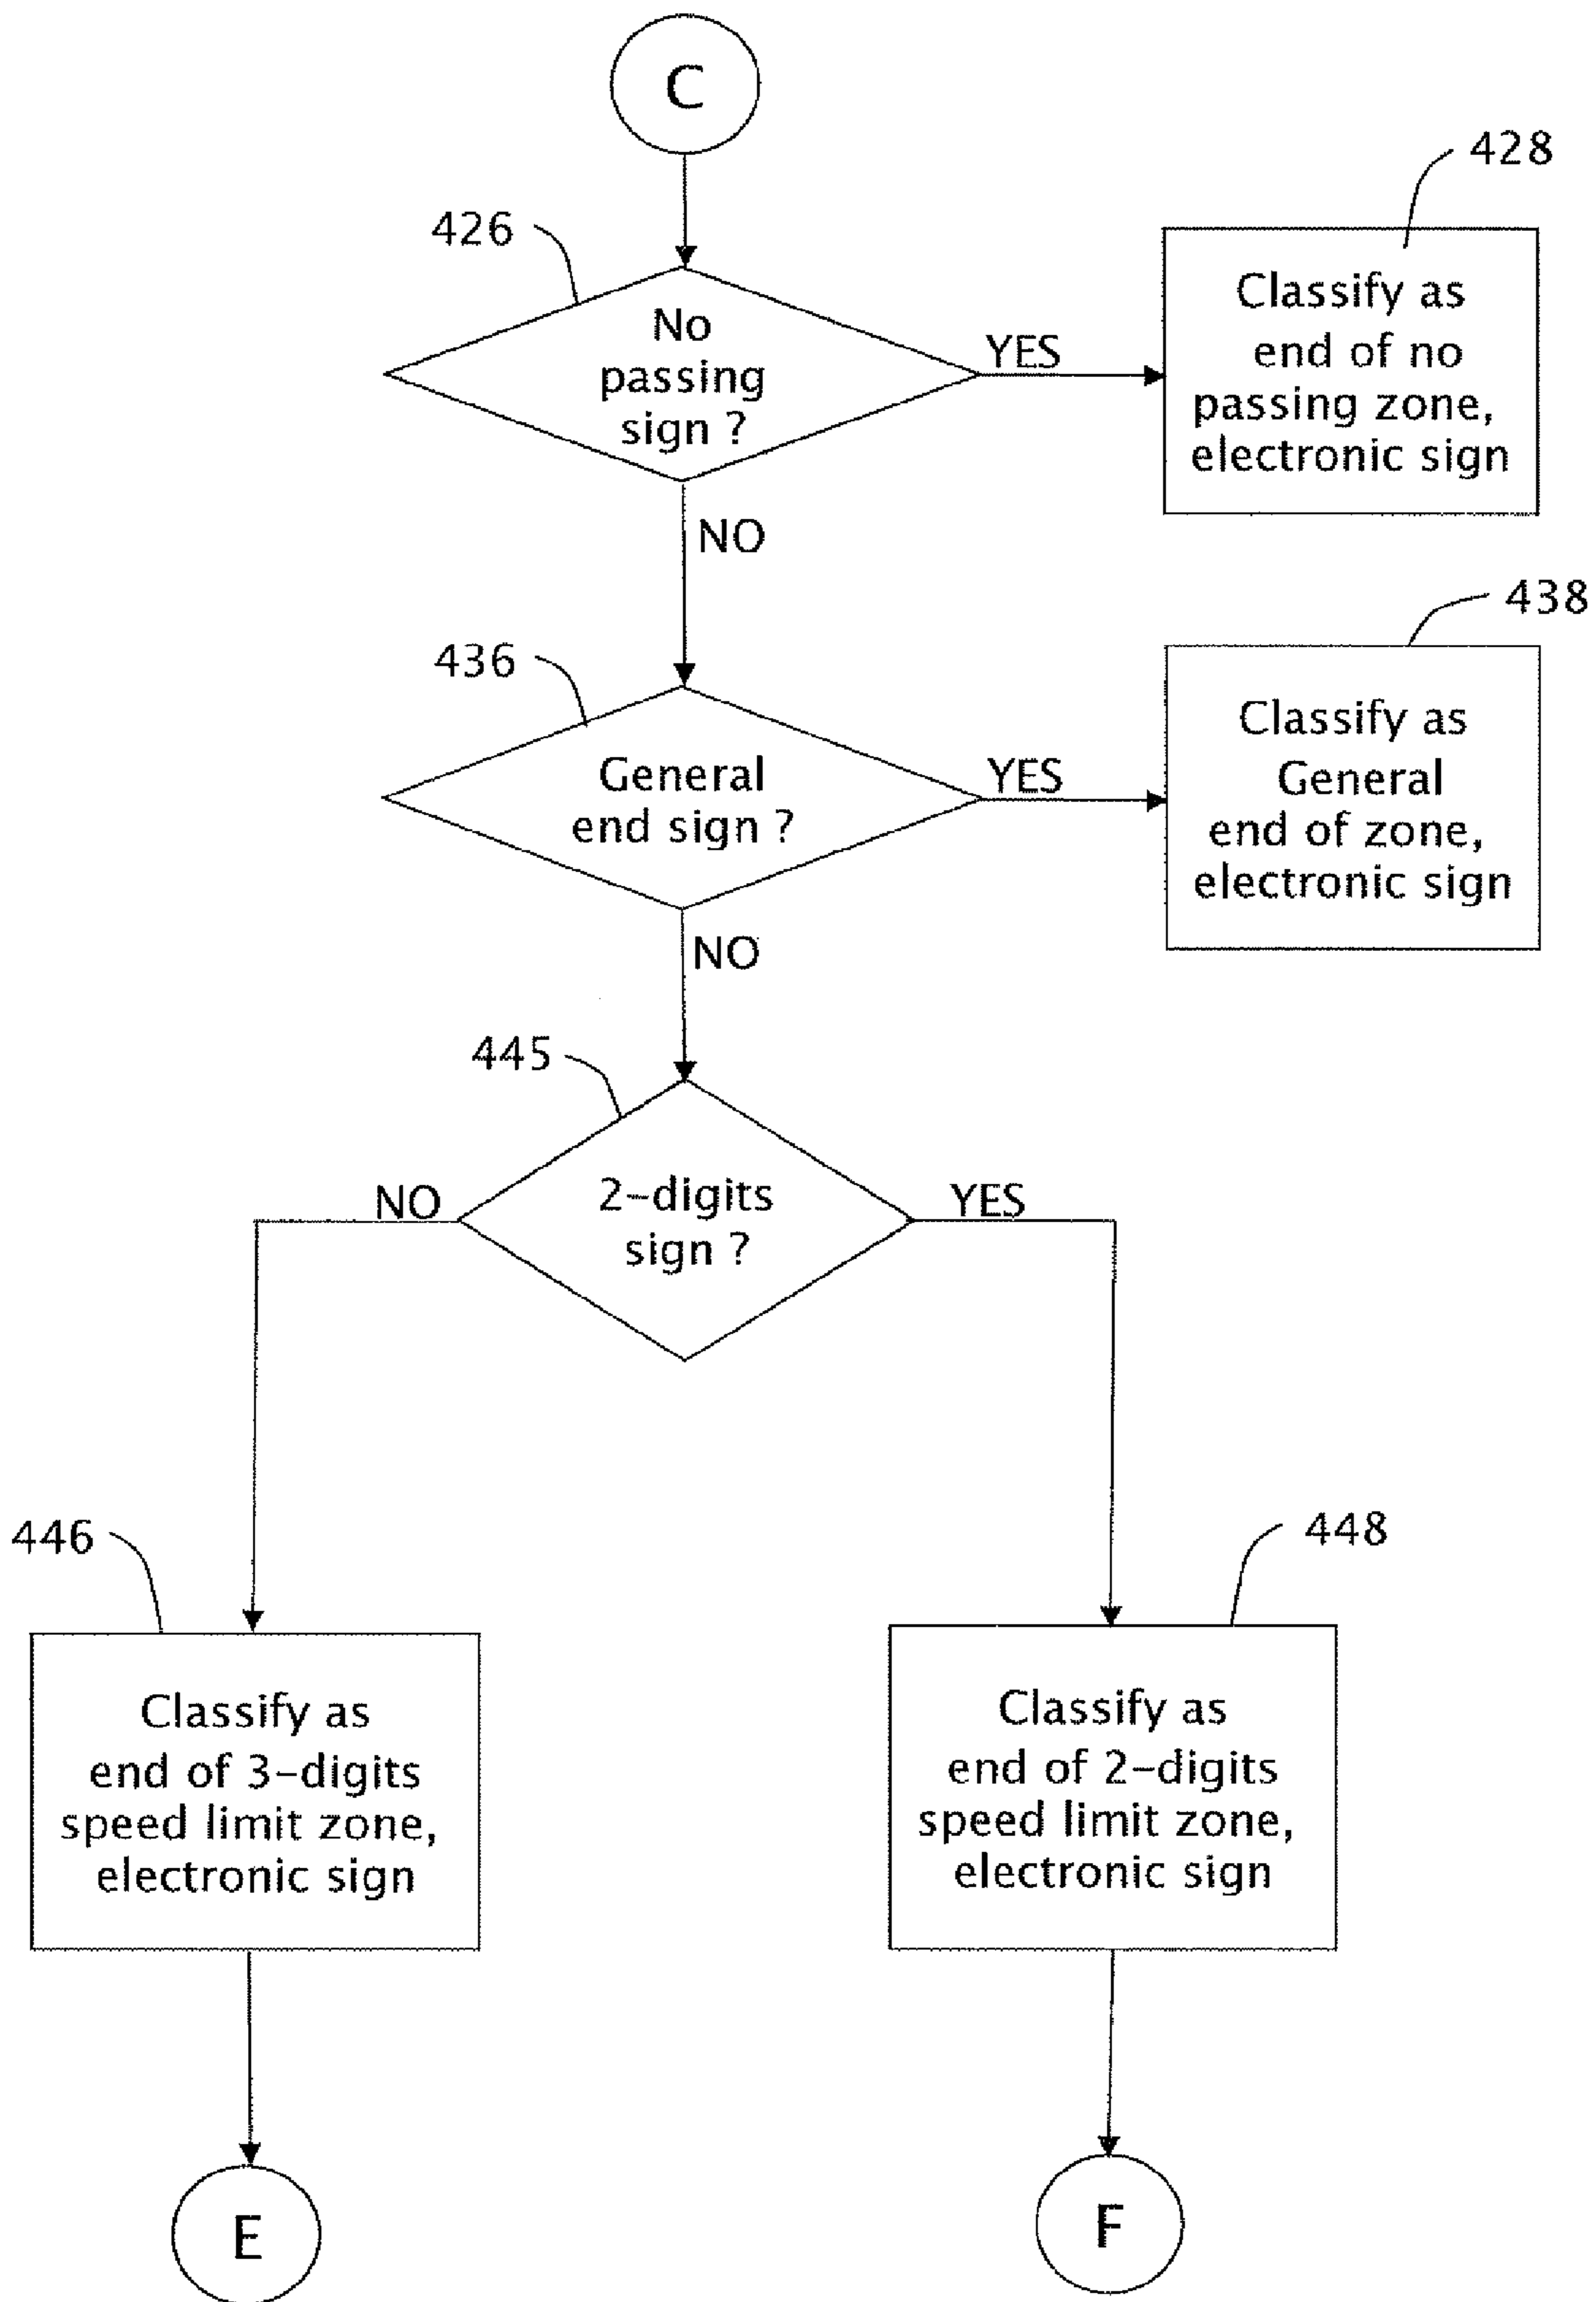 C
428
426
Classify as
end of no
passing zone,
electronic sign
No
passing
sign ?
YES
NO
438
436
Classify as
General
end of zone,
electronic sign
General
end sign ?
YES
NO
445
2-digits
sign ?
NO
YES
446
448
Classify as
end of 3-digits
speed limit zone,
electronic sign
Classify as
end of 2-digits
speed limit zone,
electronic sign
E
F